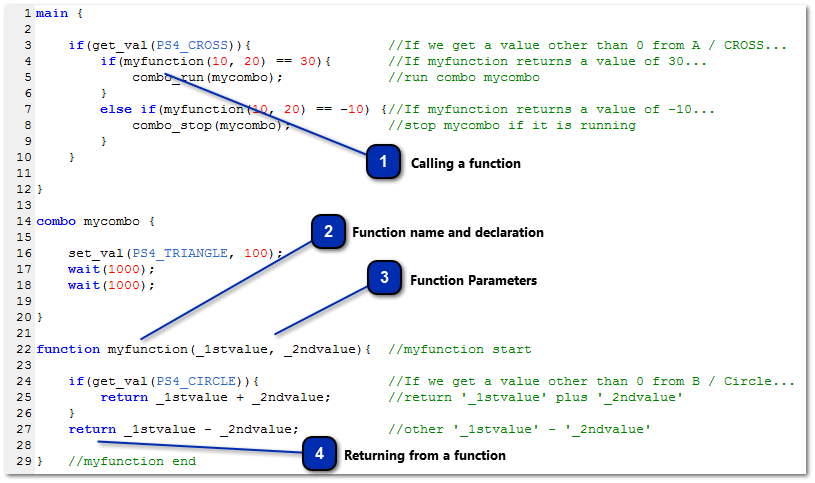 1 main {
2
3     if(get_val(PS4_CROSS)){                 //If we get a value other than 0 from A / CROSS...
4         if(myfunction(10, 20) == 30){       //If myfunction returns a value of 30...
5             combo_run(mycombo);             //run combo mycombo
6         }
7         else if(myfunction(10, 20) == -10) {//If myfunction returns a value of -10...
8             combo_stop(mycombo);            //stop mycombo if it is running
9         }
10     }
1 Calling a function
11
12 }
13
14 combo mycombo {
2 Function name and declaration
15
16     set_val(PS4_TRIANGLE, 100);
17     wait(1000);
3 Function Parameters
18     wait(1000);
19
20 }
21
22 function myfunction(_1stvalue, _2ndvalue){  //myfunction start
23
24     if(get_val(PS4_CIRCLE)){                //If we get a value other than 0 from B / Circle...
25         return _1stvalue + _2ndvalue;       //return '_1stvalue' plus '_2ndvalue'
26     }
27     return _1stvalue - _2ndvalue;           //other '_1stvalue' - '_2ndvalue'
28
4 Returning from a function
29 }   //myfunction end